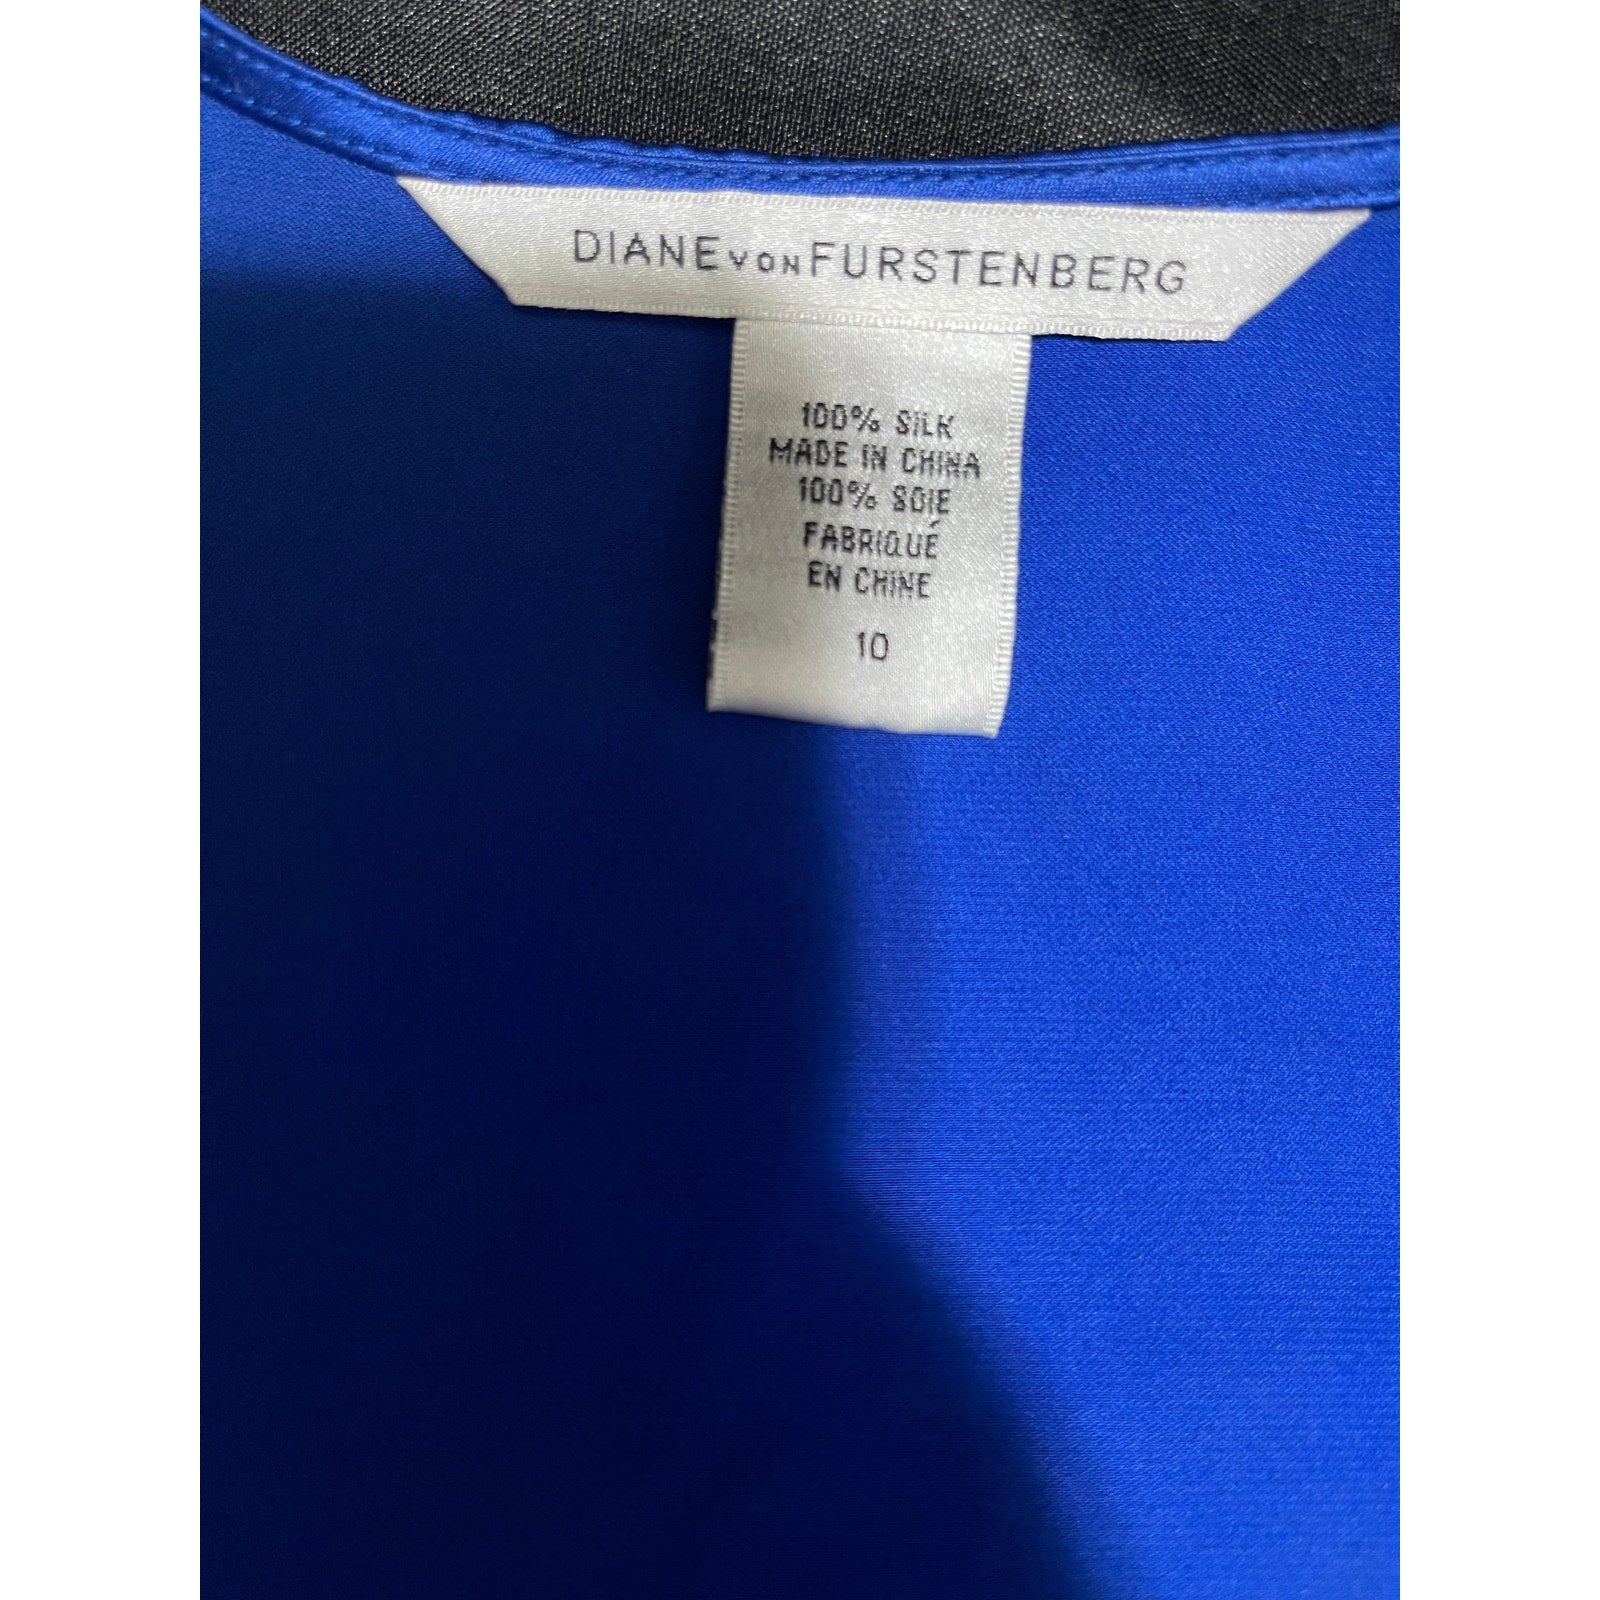 DIANE VON FURSTENBERG
100% SILK
MADE IN CHINA
100% SOIE
FABRIQUÉ
EN CHINE
10